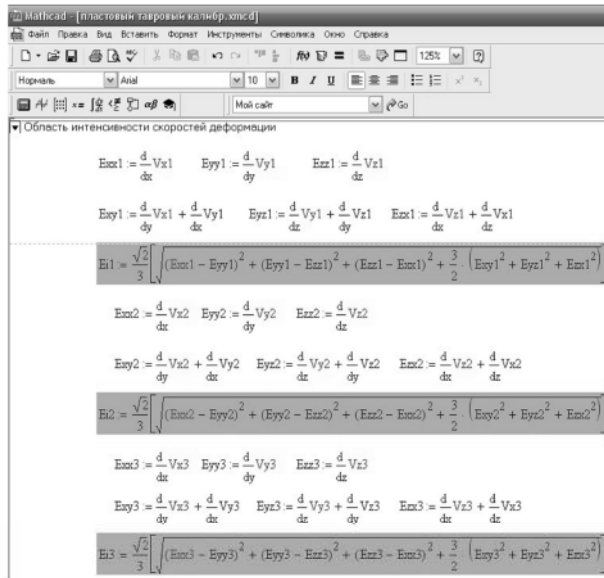 Mathcad - [пластовый тавровый калибр.xmcd]
Файл Правка Вид Вставить Формат Инструменты Символика Окно Справка
125%
Нормаль Arial 10 B I U
Мой сайт Go
Область интенсивности скоростей деформации
Exx1 := d/dx Vx1 Eyy1 := d/dy Vy1 Ezz1 := d/dz Vz1
Exy1 := d/dy Vx1 + d/dx Vy1 Eyz1 := d/dz Vy1 + d/dy Vz1 Ezx1 := d/dx Vz1 + d/dz Vx1
Ei1 := √2/3 [√((Exx1 − Eyy1)² + (Eyy1 − Ezz1)² + (Ezz1 − Exx1)² + 3/2 · (Exy1² + Eyz1² + Ezx1²))]
Exx2 := d/dx Vx2 Eyy2 := d/dy Vy2 Ezz2 := d/dz Vz2
Exy2 := d/dy Vx2 + d/dx Vy2 Eyz2 := d/dz Vy2 + d/dy Vz2 Ezx2 := d/dx Vz2 + d/dz Vx2
Ei2 := √2/3 [√((Exx2 − Eyy2)² + (Eyy2 − Ezz2)² + (Ezz2 − Exx2)² + 3/2 · (Exy2² + Eyz2² + Ezx2²))]
Exx3 := d/dx Vx3 Eyy3 := d/dy Vy3 Ezz3 := d/dz Vz3
Exy3 := d/dy Vx3 + d/dx Vy3 Eyz3 := d/dz Vy3 + d/dy Vz3 Ezx3 := d/dx Vz3 + d/dz Vx3
Ei3 := √2/3 [√((Exx3 − Eyy3)² + (Eyy3 − Ezz3)² + (Ezz3 − Exx3)² + 3/2 · (Exy3² + Eyz3² + Ezx3²))]